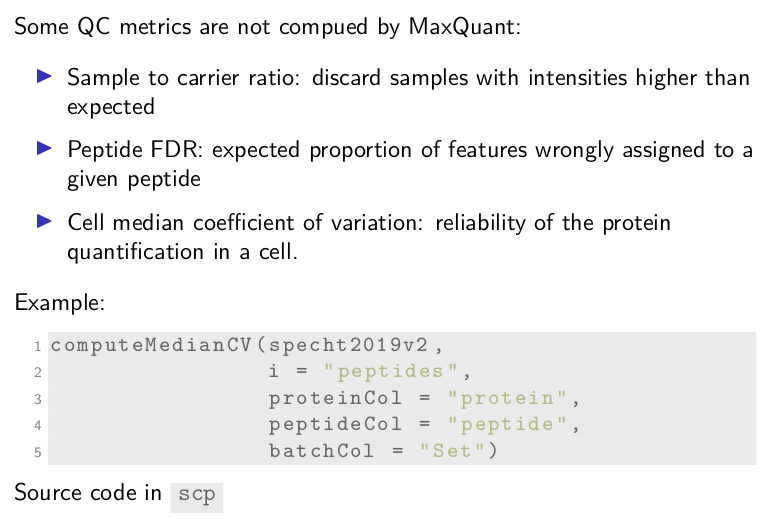 Some QC metrics are not compued by MaxQuant:
Sample to carrier ratio: discard samples with intensities higher than
expected
Peptide FDR: expected proportion of features wrongly assigned to a
given peptide
Cell median coefficient of variation: reliability of the protein
quantification in a cell.
Example:
1 computeMedianCV(specht2019v2,
2 i = "peptides",
3 proteinCol = "protein",
4 peptideCol = "peptide",
5 batchCol = "Set")
Source code in scp